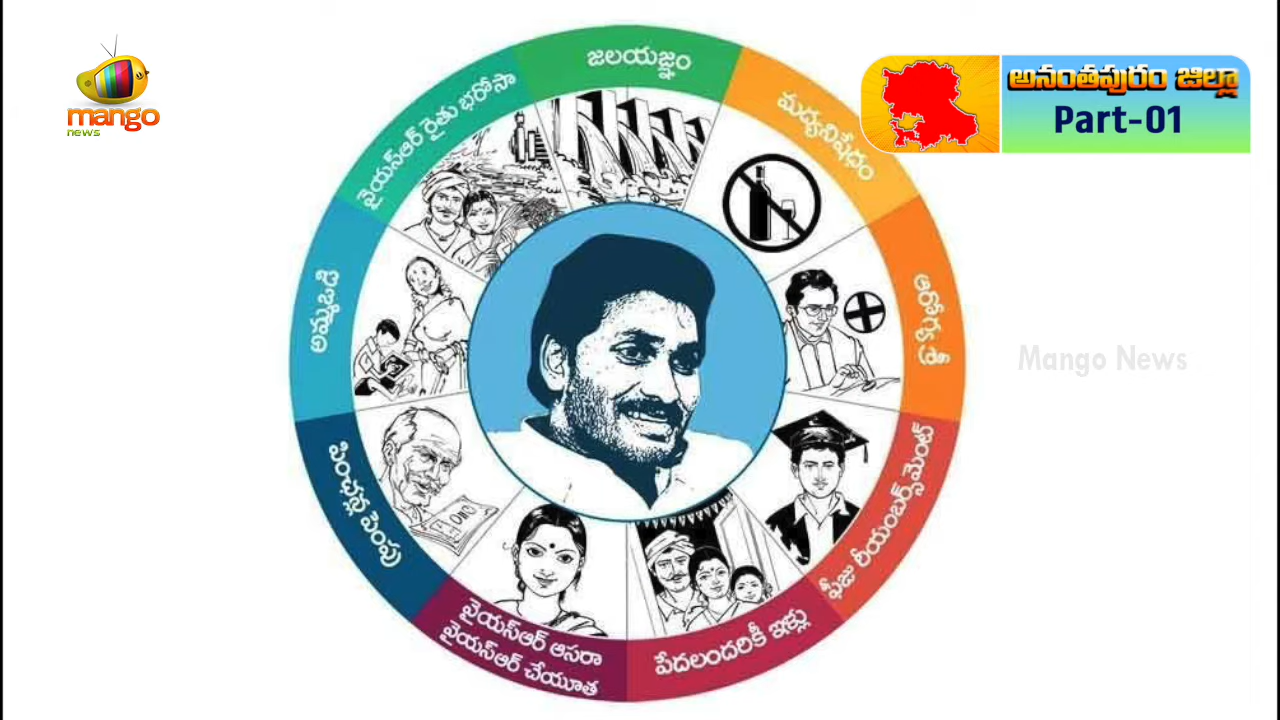 mango
news
అనంతపురం జిల్లా
Part-01
Mango News
జలయజ్ఞం
మద్యనిషేధం
ఆరోగ్యశ్రీ
ఫీజు రీయంబర్స్‌మెంట్
పేదలందరికీ ఇళ్లు
వైయస్ఆర్ ఆసరా
వైయస్ఆర్ చేయూత
పింఛన్ల పెంపు
అమ్మఒడి
వైయస్ఆర్ రైతు భరోసా